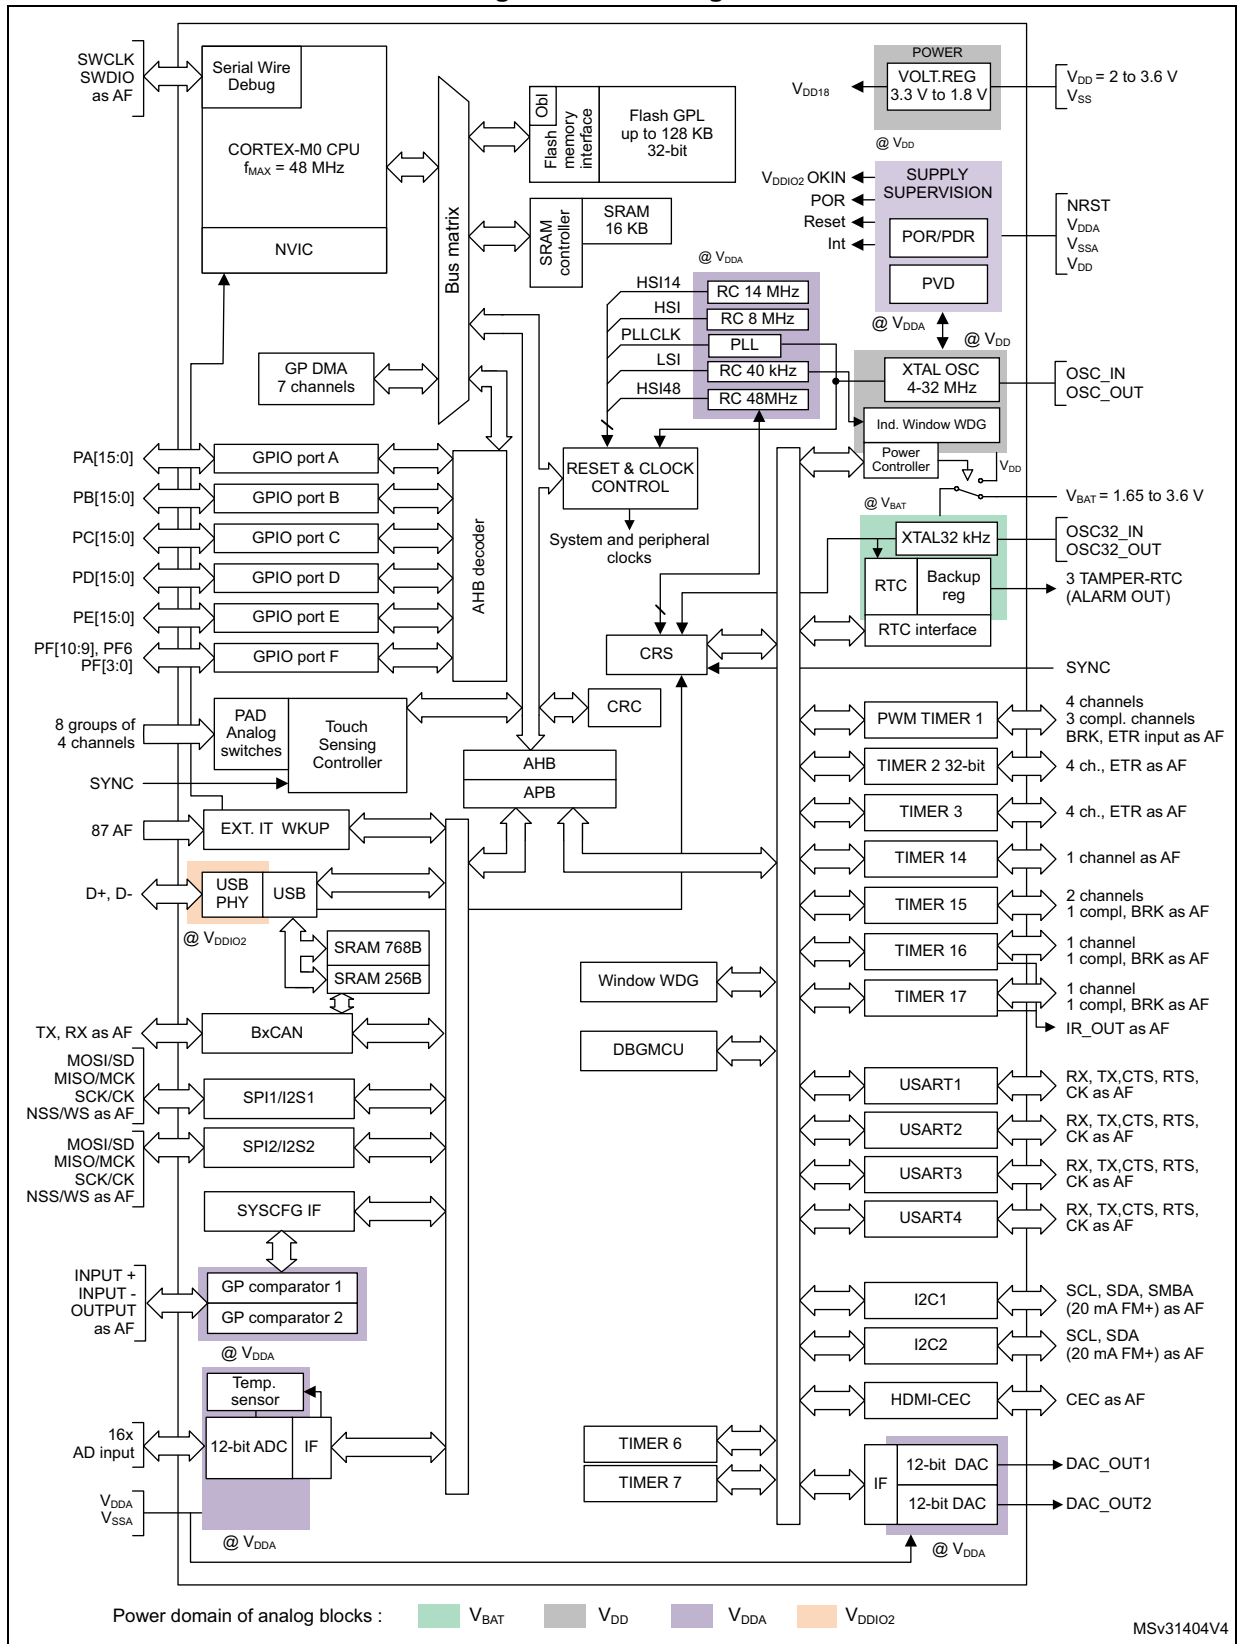 SWCLK
SWDIO
as AF
Serial Wire
Debug
CORTEX-M0 CPU
fMAX = 48 MHz
NVIC
Bus matrix
Obl
Flash
memory
interface
Flash GPL
up to 128 KB
32-bit
SRAM
controller
SRAM
16 KB
POWER
VOLT.REG
3.3 V to 1.8 V
VDD18
VDD = 2 to 3.6 V
VSS
@ VDD
SUPPLY
SUPERVISION
VDDIO2 OKIN
POR
Reset
Int
POR/PDR
PVD
NRST
VDDA
VSSA
VDD
@ VDDA
@ VDDA
HSI14
RC 14 MHz
HSI
RC 8 MHz
PLLCLK
PLL
LSI
RC 40 kHz
HSI48
RC 48MHz
@ VDD
XTAL OSC
4-32 MHz
OSC_IN
OSC_OUT
Ind. Window WDG
Power
Controller
VDD
VBAT = 1.65 to 3.6 V
@ VBAT
GP DMA
7 channels
PA[15:0]
GPIO port A
PB[15:0]
GPIO port B
PC[15:0]
GPIO port C
PD[15:0]
GPIO port D
PE[15:0]
GPIO port E
PF[10:9], PF6
PF[3:0]
GPIO port F
AHB decoder
RESET & CLOCK
CONTROL
System and peripheral
clocks
XTAL32 kHz
OSC32_IN
OSC32_OUT
RTC
Backup
reg
RTC interface
3 TAMPER-RTC
(ALARM OUT)
CRS
SYNC
8 groups of
4 channels
PAD
Analog
switches
Touch
Sensing
Controller
SYNC
CRC
AHB
APB
87 AF
EXT. IT WKUP
D+, D-
USB
PHY
USB
@ VDDIO2
SRAM 768B
SRAM 256B
TX, RX as AF
BxCAN
MOSI/SD
MISO/MCK
SCK/CK
NSS/WS as AF
SPI1/I2S1
MOSI/SD
MISO/MCK
SCK/CK
NSS/WS as AF
SPI2/I2S2
SYSCFG IF
INPUT +
INPUT -
OUTPUT
as AF
GP comparator 1
GP comparator 2
@ VDDA
Temp.
sensor
16x
AD input
12-bit ADC
IF
VDDA
VSSA
@ VDDA
Window WDG
DBGMCU
TIMER 6
TIMER 7
PWM TIMER 1
4 channels
3 compl. channels
BRK, ETR input as AF
TIMER 2 32-bit
4 ch., ETR as AF
TIMER 3
4 ch., ETR as AF
TIMER 14
1 channel as AF
TIMER 15
2 channels
1 compl, BRK as AF
TIMER 16
1 channel
1 compl, BRK as AF
TIMER 17
1 channel
1 compl, BRK as AF
IR_OUT as AF
USART1
RX, TX,CTS, RTS,
CK as AF
USART2
RX, TX,CTS, RTS,
CK as AF
USART3
RX, TX,CTS, RTS,
CK as AF
USART4
RX, TX,CTS, RTS,
CK as AF
I2C1
SCL, SDA, SMBA
(20 mA FM+) as AF
I2C2
SCL, SDA
(20 mA FM+) as AF
HDMI-CEC
CEC as AF
IF
12-bit DAC
DAC_OUT1
12-bit DAC
DAC_OUT2
@ VDDA
Power domain of analog blocks :
VBAT
VDD
VDDA
VDDIO2
MSv31404V4